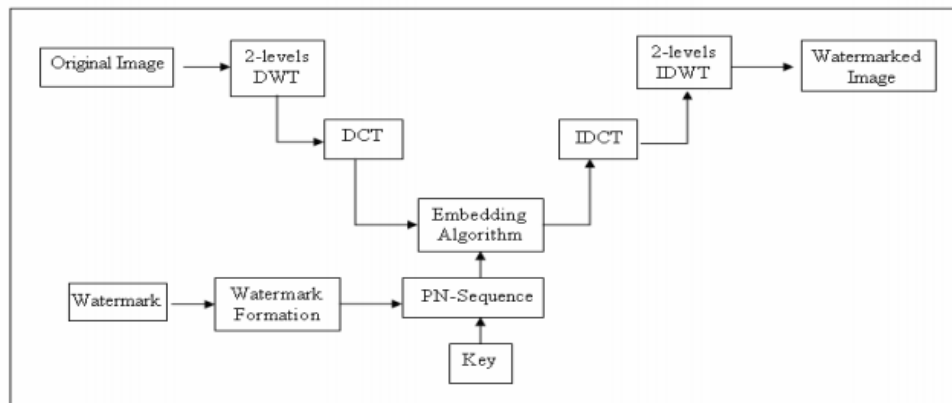 Original Image
2-levels
DWT
DCT
Embedding
Algorithm
IDCT
2-levels
IDWT
Watermarked
Image
Watermark
Watermark
Formation
PN-Sequence
Key